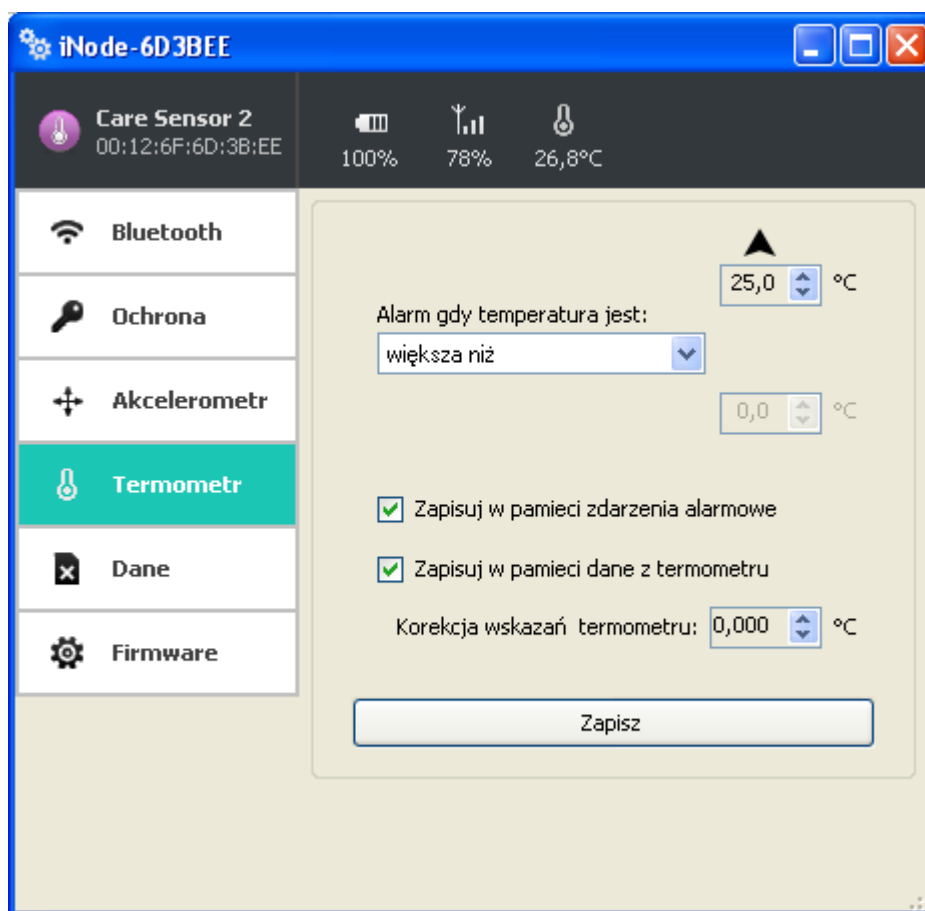 iNode-6D3BEE
Care Sensor 2
00:12:6F:6D:3B:EE
100%
78%
26,8°C
Bluetooth
Ochrona
Akcelerometr
Termometr
Dane
Firmware
25,0 °C
Alarm gdy temperatura jest:
większa niż
0,0 °C
Zapisuj w pamieci zdarzenia alarmowe
Zapisuj w pamieci dane z termometru
Korekcja wskazań termometru: 0,000 °C
Zapisz